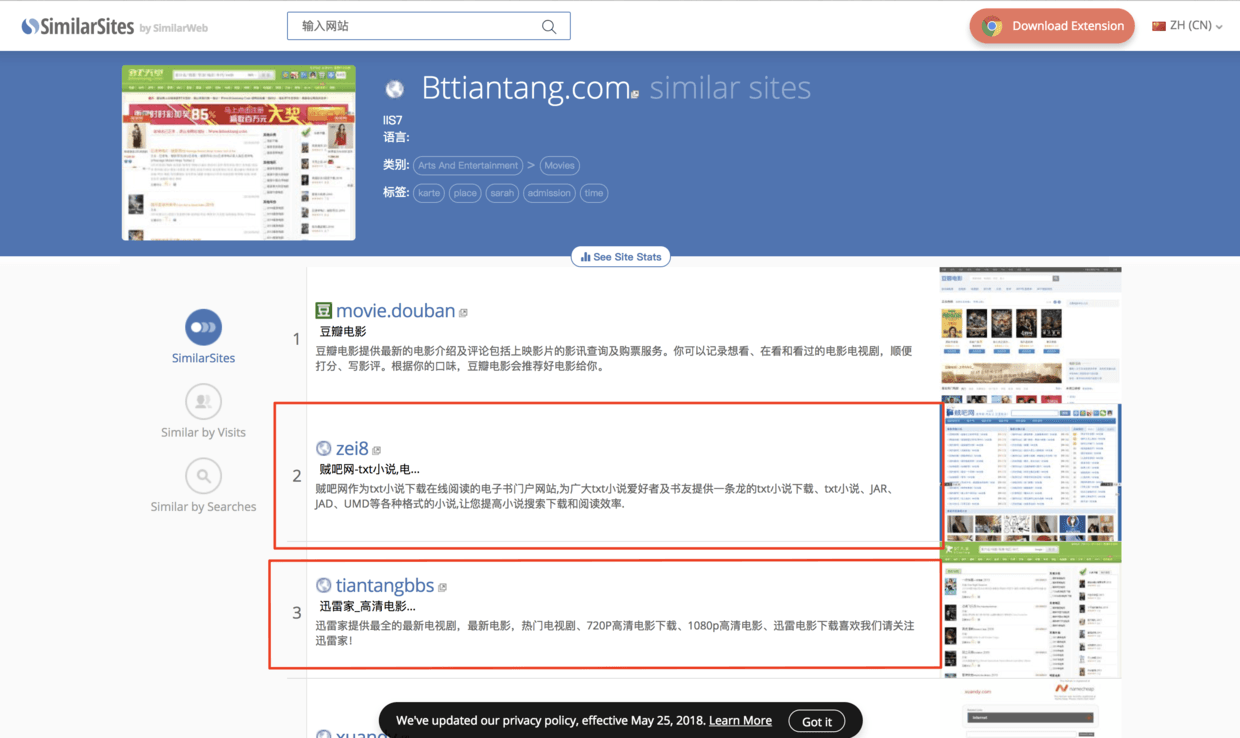 SimilarSites by SimilarWeb
输入网站
Download Extension
ZH (CN)
Bttiantang.com similar sites
IIS7
语言:
类别: Arts And Entertainment > Movies
标签: karte place sarah admission time
See Site Stats
SimilarSites
Similar by Visits
Similar by Searches
1
movie.douban
豆瓣电影
豆瓣电影提供最新的电影介绍及评论包括上映影片的影讯查询及购票服务。你可以记录想看、在看和看过的电影电视剧，顺便
打分、写影评。根据你的口味，豆瓣电影会推荐好电影给你。
2
zei8
贼吧网-txt小说,电...
贼吧网作为txt小说下载在线阅读的电子书门户网站,为广大txt小说爱好者及书友提供一条龙的txt小说下载、txt小说、JAR、
JAD、UMD等各种格式的小说,让您提高小说搜索下载和阅读效率.
3
tiantangbbs
迅雷家_高清电影...
迅雷家提供最全的最新电视剧，最新电影，热门电视剧、720P高清电影下载、1080p高清电影、迅雷电影下载喜欢我们请关注
迅雷家！
We've updated our privacy policy, effective May 25, 2018. Learn More
Got it
豆瓣电影
贼吧网
xuandy.com
namecheap